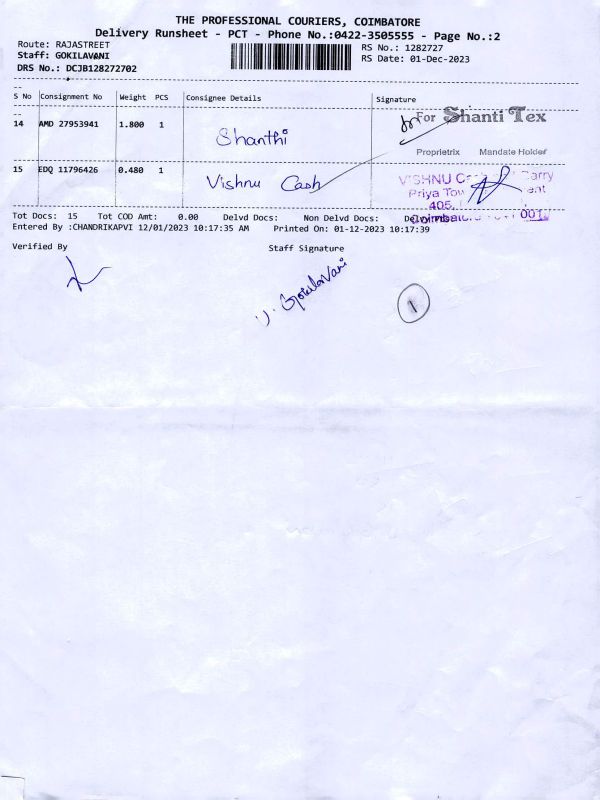 THE PROFESSIONAL COURIERS, COIMBATORE
Delivery Runsheet - PCT - Phone No.:0422-3505555 - Page No.:2
Route: RAJASTREET
Staff: GOKILAVANI
DRS No.: DCJB128272702
RS No.: 1282727
RS Date: 01-Dec-2023
S No Consignment No Weight PCS Consignee Details Signature
14 AMD 27953941 1.800 1 Shanthi
For Shanti Tex
Proprietrix Mandate Holder
15 EDQ 11796426 0.480 1 Vishnu Cash
VISHNU Carry
Priya
405,
Coimbatore 001
Tot Docs: 15 Tot COD Amt: 0.00 Delvd Docs: Non Delvd Docs:
Entered By :CHANDRIKAPVI 12/01/2023 10:17:35 AM Printed On: 01-12-2023 10:17:39
Verified By Staff Signature
V. Gokilavani
1